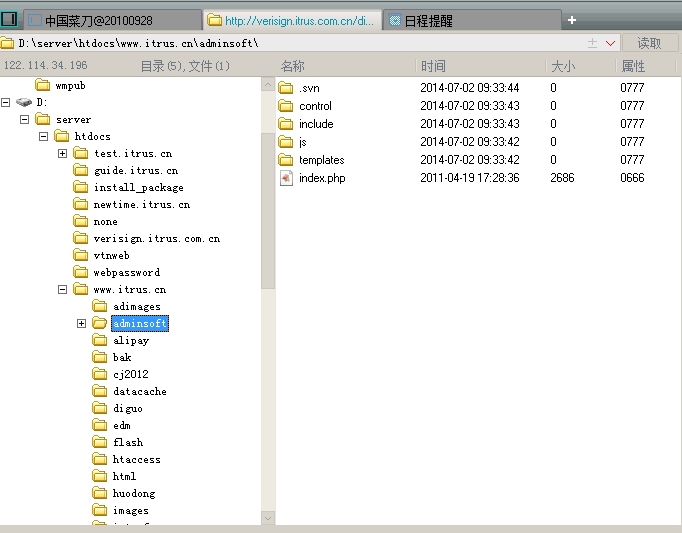 中国菜刀@20100928 http://verisign.itrus.com.cn/di... 日程提醒 +
D:\server\htdocs\www.itrus.cn\adminsoft\ 读取
122.114.34.196 目录(5),文件(1) 名称 时间 大小 属性
wmpub
D:
server
htdocs
test.itrus.cn
guide.itrus.cn
install_package
newtime.itrus.cn
none
verisign.itrus.com.cn
vtnweb
webpassword
www.itrus.cn
adimages
adminsoft
alipay
bak
cj2012
datacache
diguo
edm
flash
htaccess
html
huodong
images
.svn 2014-07-02 09:33:44 0 0777
control 2014-07-02 09:33:43 0 0777
include 2014-07-02 09:33:43 0 0777
js 2014-07-02 09:33:42 0 0777
templates 2014-07-02 09:33:42 0 0777
index.php 2011-04-19 17:28:36 2686 0666